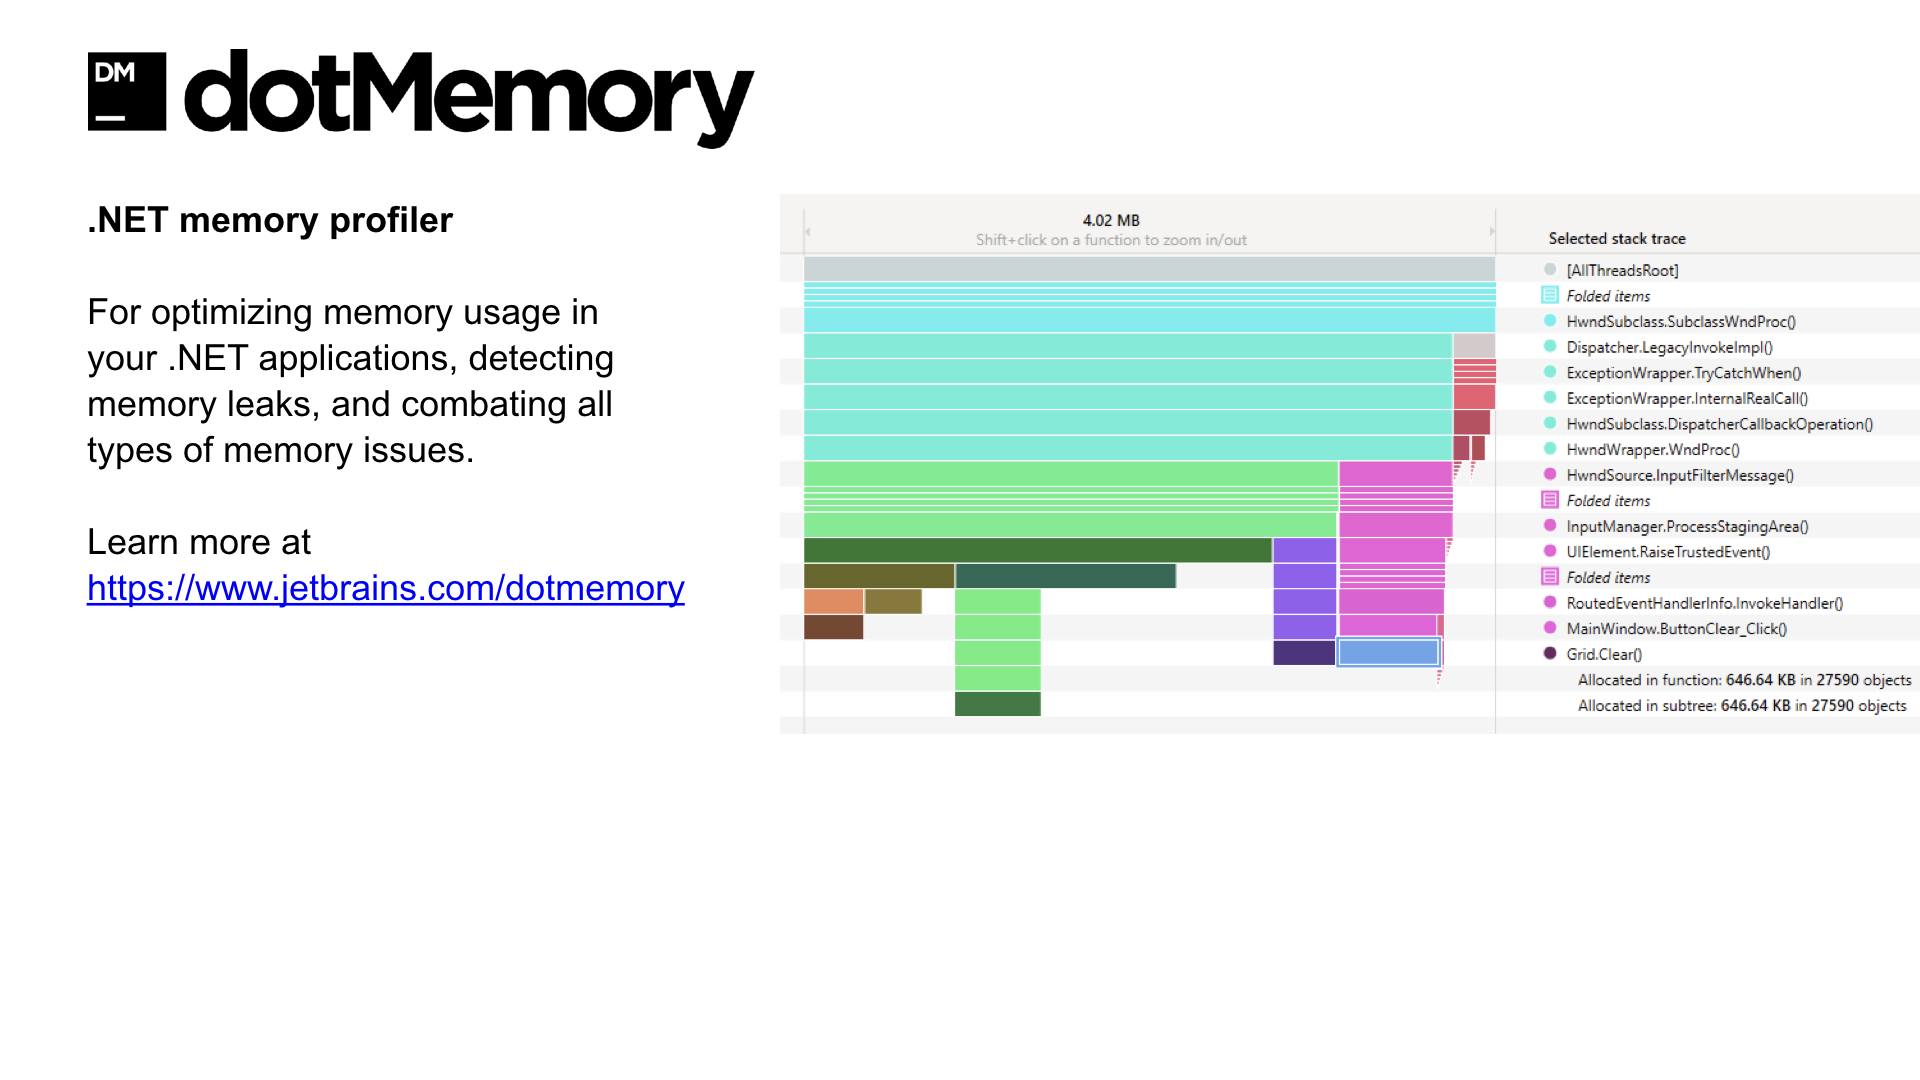 DM
dotMemory
.NET memory profiler
For optimizing memory usage in
your .NET applications, detecting
memory leaks, and combating all
types of memory issues.
Learn more at
https://www.jetbrains.com/dotmemory
4.02 MB
Shift+click on a function to zoom in/out
Selected stack trace
[AllThreadsRoot]
Folded items
HwndSubclass.SubclassWndProc()
Dispatcher.LegacyInvokeImpl()
ExceptionWrapper.TryCatchWhen()
ExceptionWrapper.InternalRealCall()
HwndSubclass.DispatcherCallbackOperation()
HwndWrapper.WndProc()
HwndSource.InputFilterMessage()
Folded items
InputManager.ProcessStagingArea()
UIElement.RaiseTrustedEvent()
Folded items
RoutedEventHandlerInfo.InvokeHandler()
MainWindow.ButtonClear_Click()
Grid.Clear()
Allocated in function: 646.64 KB in 27590 objects
Allocated in subtree: 646.64 KB in 27590 objects